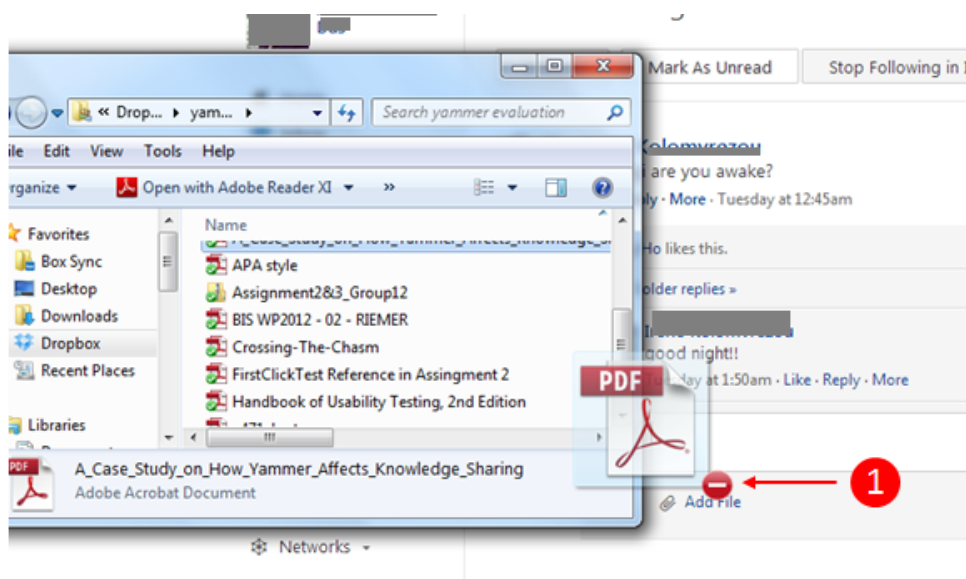 Mark As Unread Stop Following in
« Drop... yam... Search yammer evaluation
Edit View Tools Help
Open with Adobe Reader XI »
Name
Favorites
Box Sync
Desktop
Downloads
Dropbox
Recent Places
Libraries
A_Case_Study_on_How_Yammer_Affects_Knowledge_S
APA style
Assignment2&3_Group12
BIS WP2012 - 02 - RIEMER
Crossing-The-Chasm
FirstClickTest Reference in Assingment 2
Handbook of Usability Testing, 2nd Edition
PDF
A_Case_Study_on_How_Yammer_Affects_Knowledge_Sharing
Adobe Acrobat Document
are you awake?
More · Tuesday at 12:45am
Ho likes this.
older replies »
good night!!
at 1:50am · Like · Reply · More
PDF
1
Add File
Networks